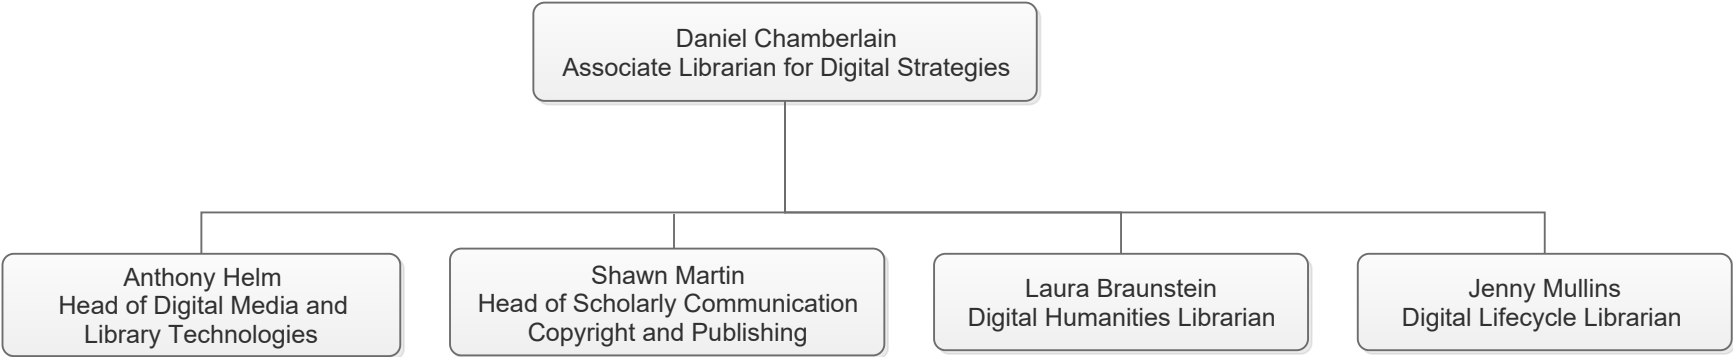 Daniel Chamberlain
Associate Librarian for Digital Strategies
Anthony Helm
Head of Digital Media and
Library Technologies
Shawn Martin
Head of Scholarly Communication
Copyright and Publishing
Laura Braunstein
Digital Humanities Librarian
Jenny Mullins
Digital Lifecycle Librarian